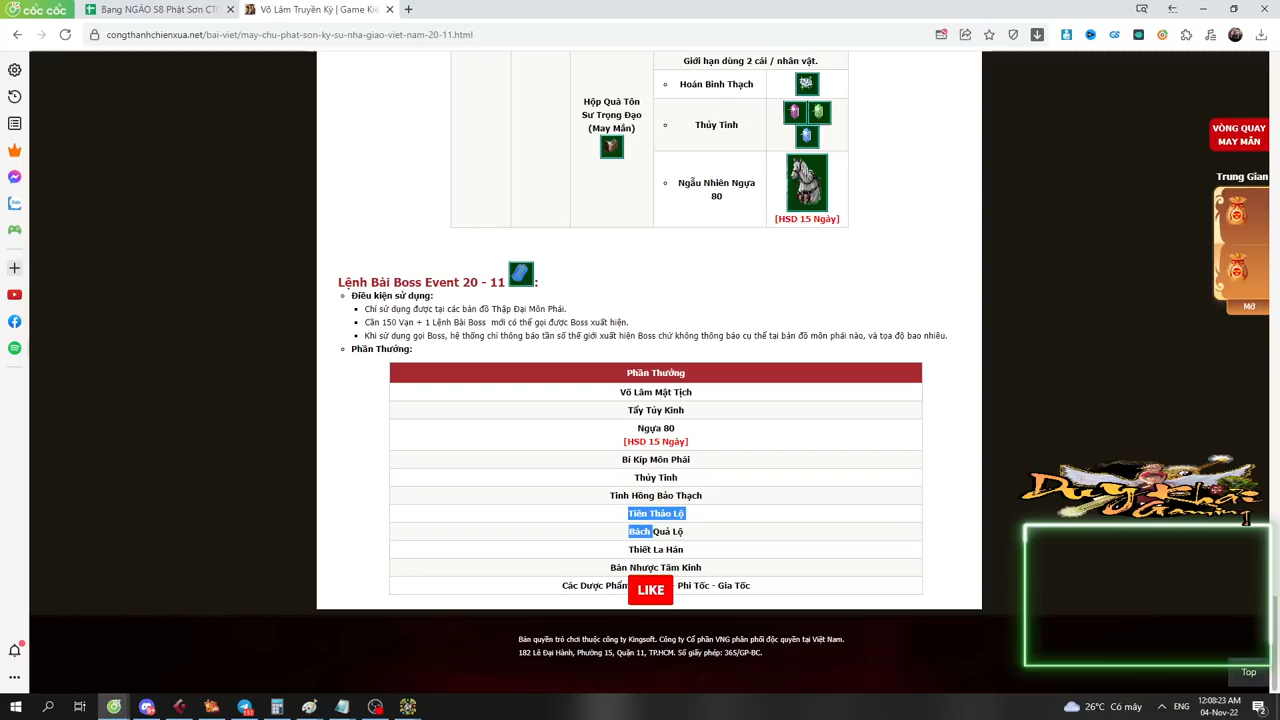 cốc cốc
Bang NGÁO S8 Phật Sơn CTC
Võ Lâm Truyền Kỳ | Game Kiế
congthanhchienxua.net/bai-viet/may-chu-phat-son-ky-su-nha-giao-viet-nam-20-11.html
Giới hạn dùng 2 cái / nhân vật.
Hoán Binh Thạch
Hộp Quà Tôn
Sư Trọng Đạo
(May Mắn)
Thủy Tinh
Ngẫu Nhiên Ngựa
80
[HSD 15 Ngày]
VÒNG QUAY
MAY MẮN
Trung Gian
Mở
Lệnh Bài Boss Event 20 - 11 :
Điều kiện sử dụng:
Chỉ sử dụng được tại các bản đồ Thập Đại Môn Phái.
Cần 150 Vạn + 1 Lệnh Bài Boss mới có thể gọi được Boss xuất hiện.
Khi sử dụng gọi Boss, hệ thống chỉ thông báo tần số thế giới xuất hiện Boss chứ không thông báo cụ thể tại bản đồ môn phái nào, và tọa độ bao nhiêu.
Phần Thưởng:
Phần Thưởng
Võ Lâm Mật Tịch
Tẩy Tủy Kinh
Ngựa 80
[HSD 15 Ngày]
Bí Kíp Môn Phái
Thủy Tinh
Tinh Hồng Bảo Thạch
Tiên Thảo Lộ
Bách Quả Lộ
Thiết La Hán
Bàn Nhược Tâm Kinh
Các Dược Phẩm - Phi Tốc - Gia Tốc
LIKE
Duy Khác
Gaming
Bản quyền trò chơi thuộc công ty Kingsoft. Công ty Cổ phần VNG phân phối độc quyền tại Việt Nam.
182 Lê Đại Hành, Phường 15, Quận 11, TP.HCM. Số giấy phép: 365/GP-BC.
Top
26°C Có mây
12:08:23 AM
04-Nov-22